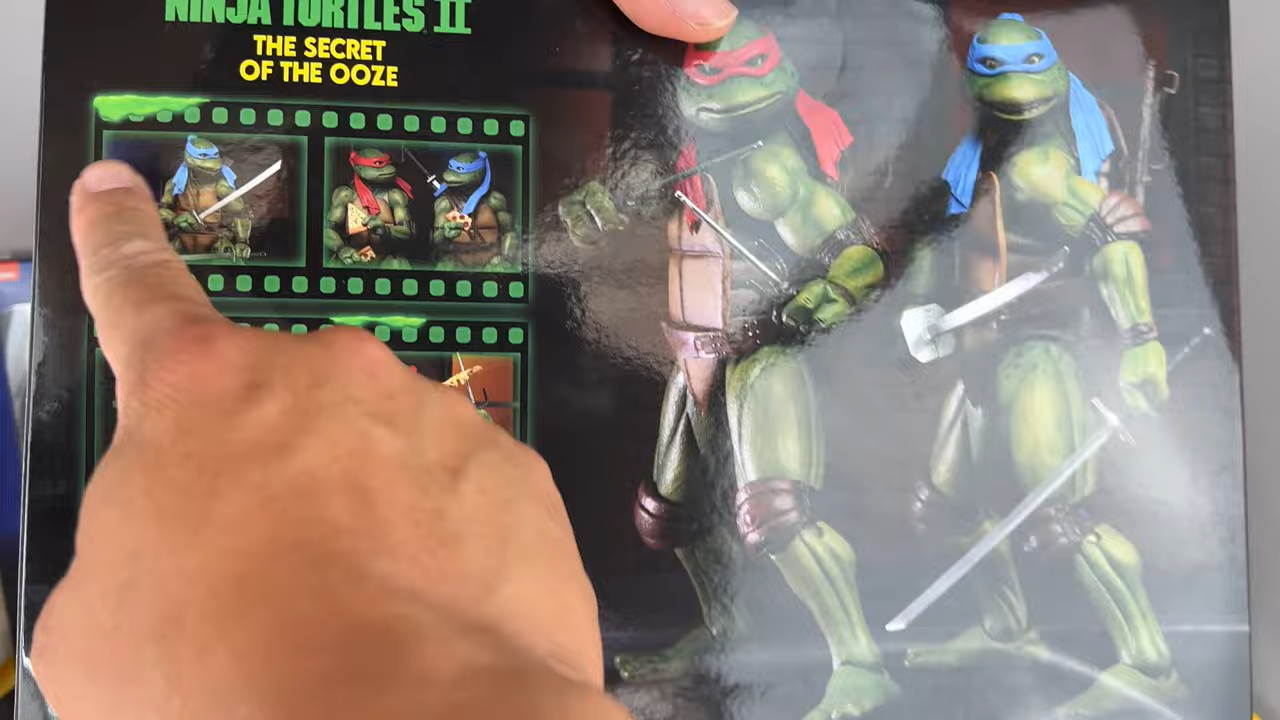 NINJA TURTLES II
THE SECRET
OF THE OOZE